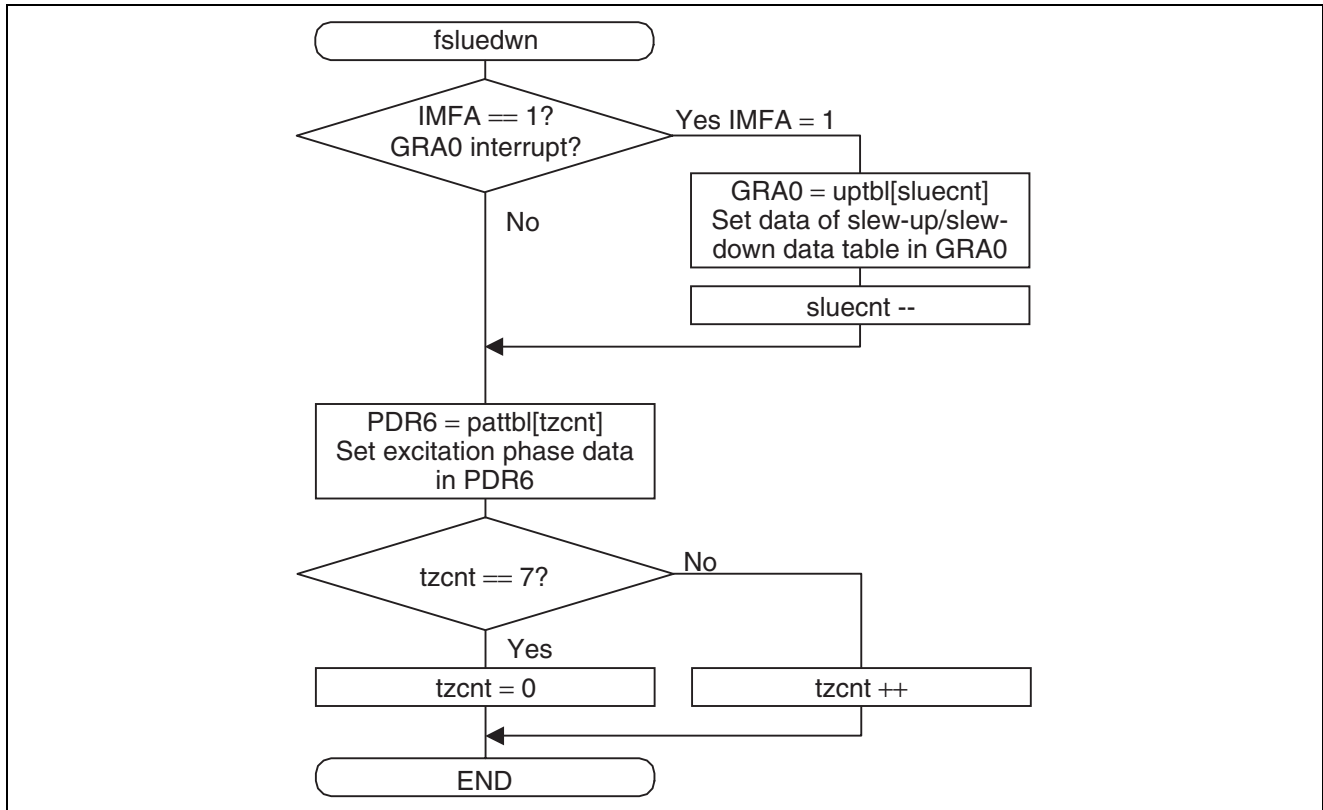 fsluedwn
IMFA == 1?
GRA0 interrupt?
Yes IMFA = 1
GRA0 = uptbl[sluecnt]
Set data of slew-up/slew-
down data table in GRA0
No
sluecnt --
PDR6 = pattbl[tzcnt]
Set excitation phase data
in PDR6
tzcnt == 7?
No
Yes
tzcnt = 0
tzcnt ++
END